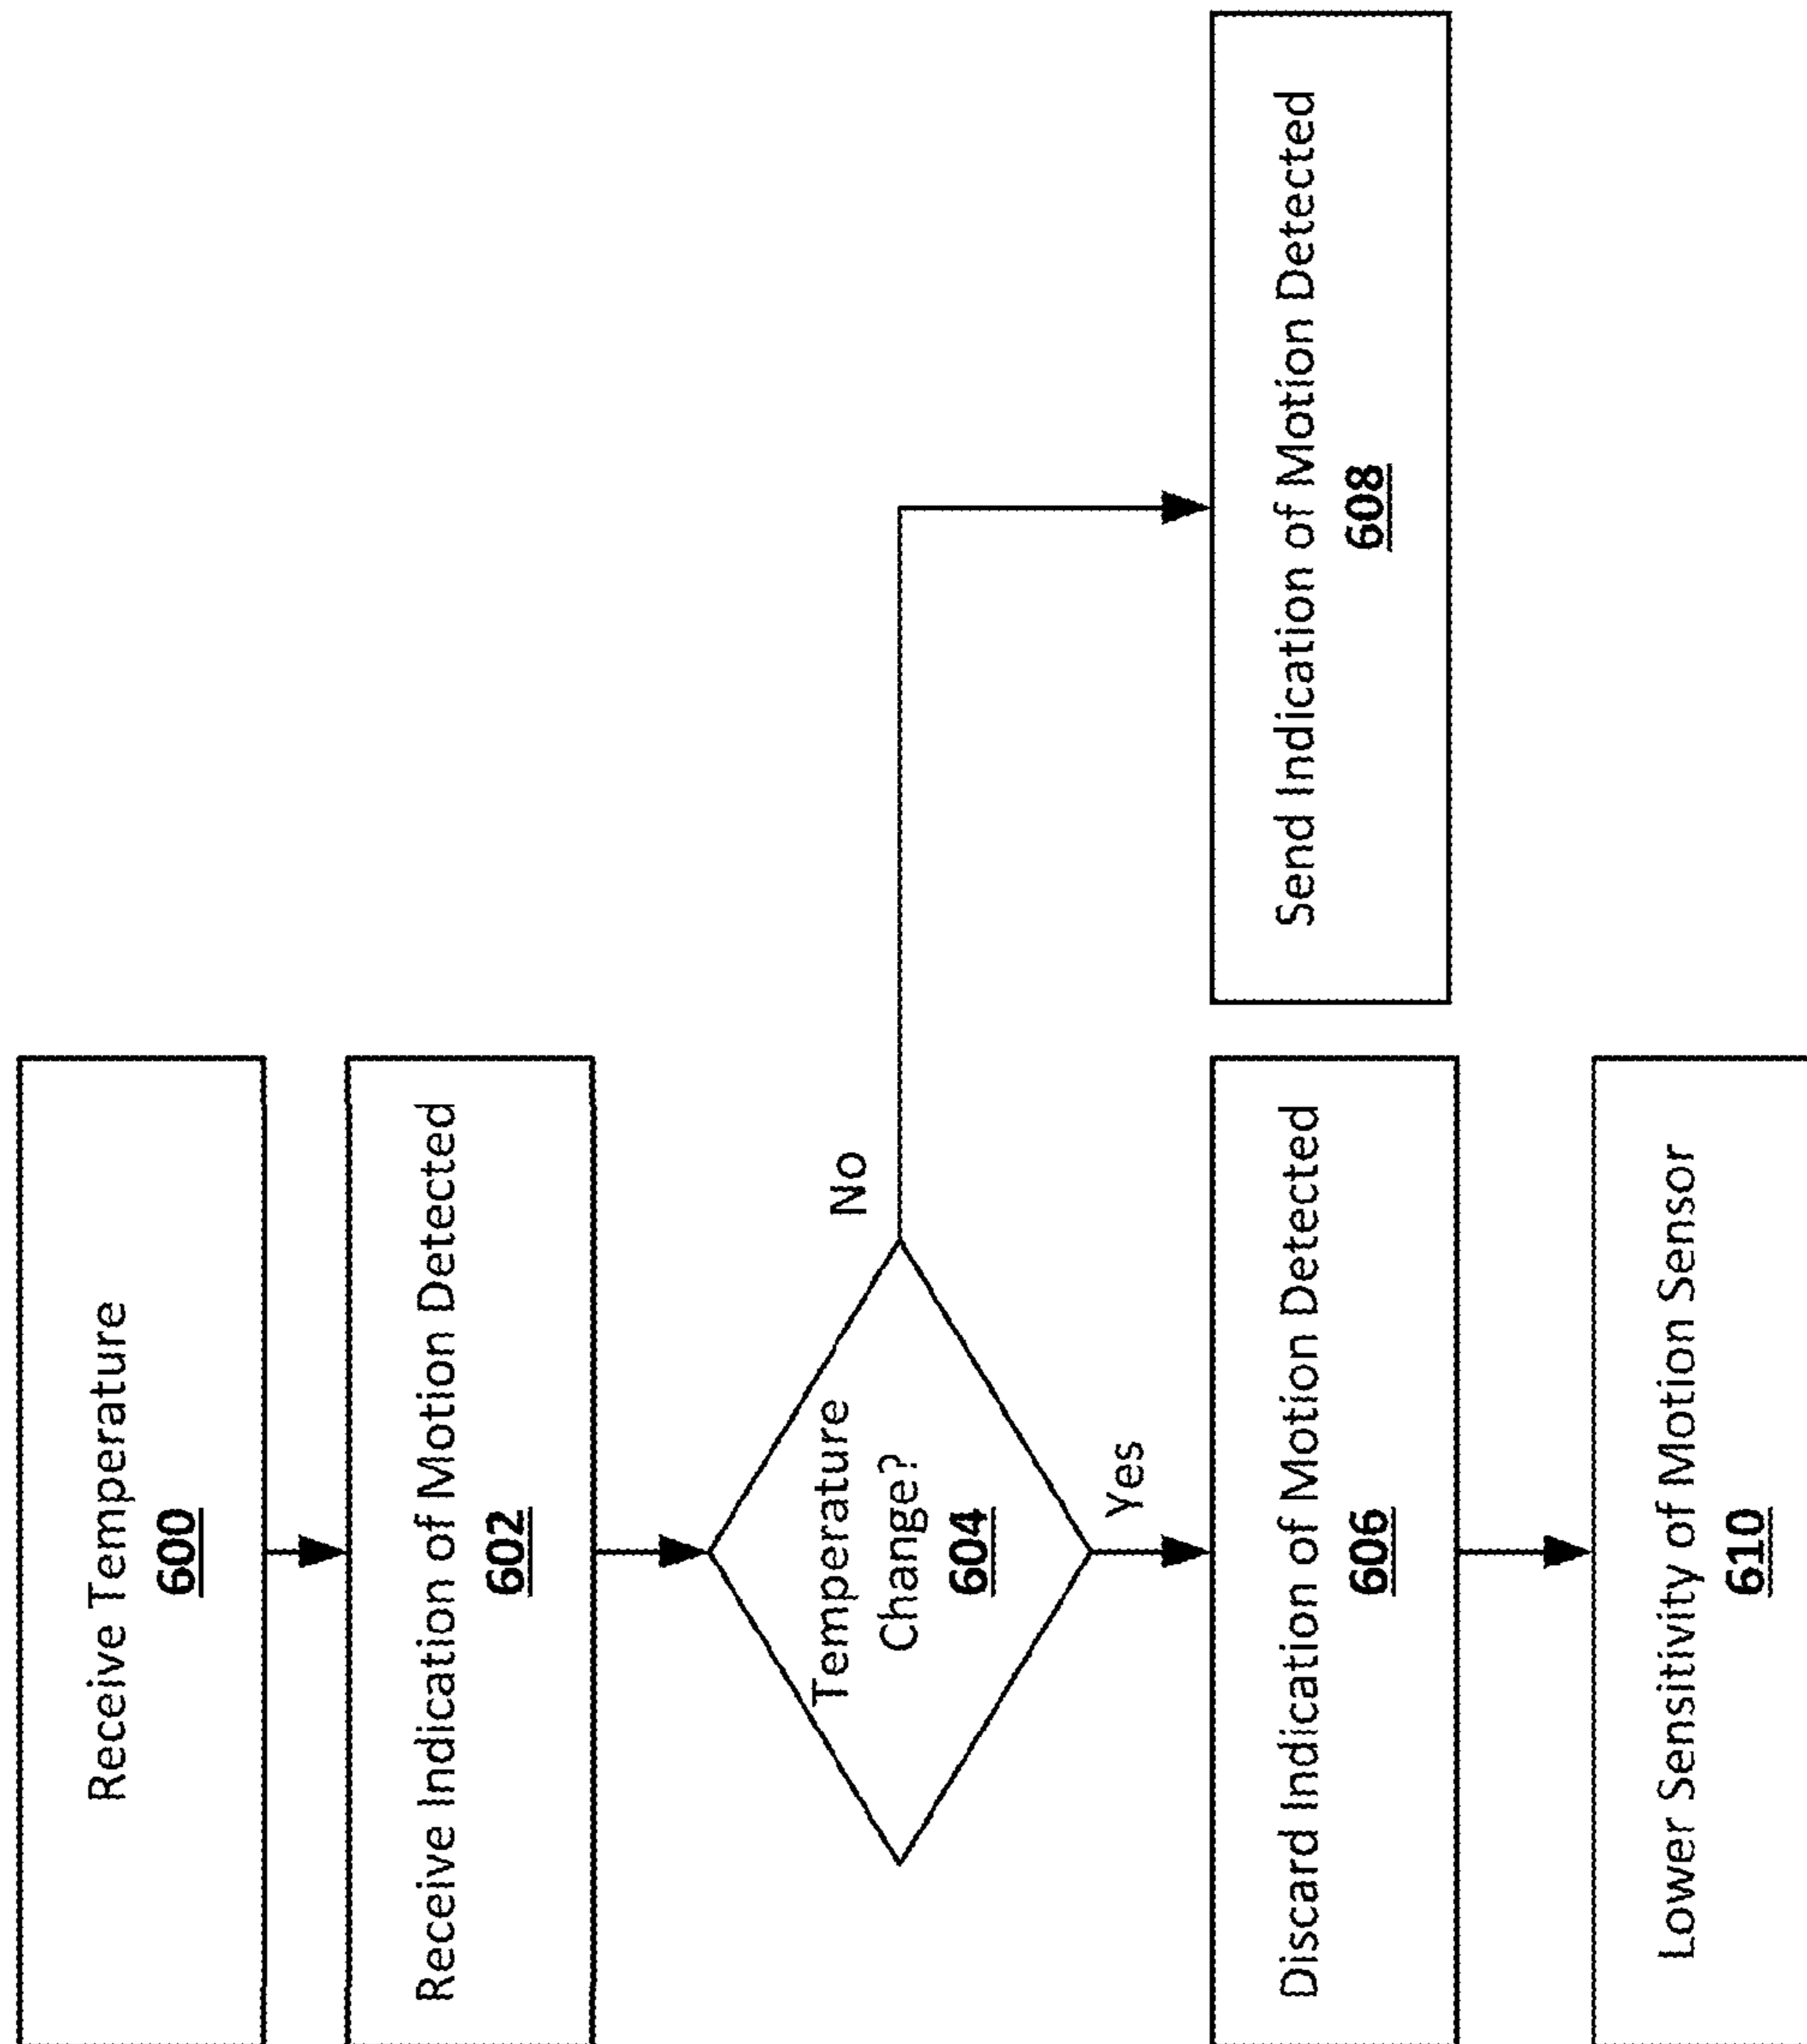 Receive Temperature
600
Receive Indication of Motion Detected
602
Temperature
Change?
604
No
Yes
Discard Indication of Motion Detected
606
Send Indication of Motion Detected
608
Lower Sensitivity of Motion Sensor
610